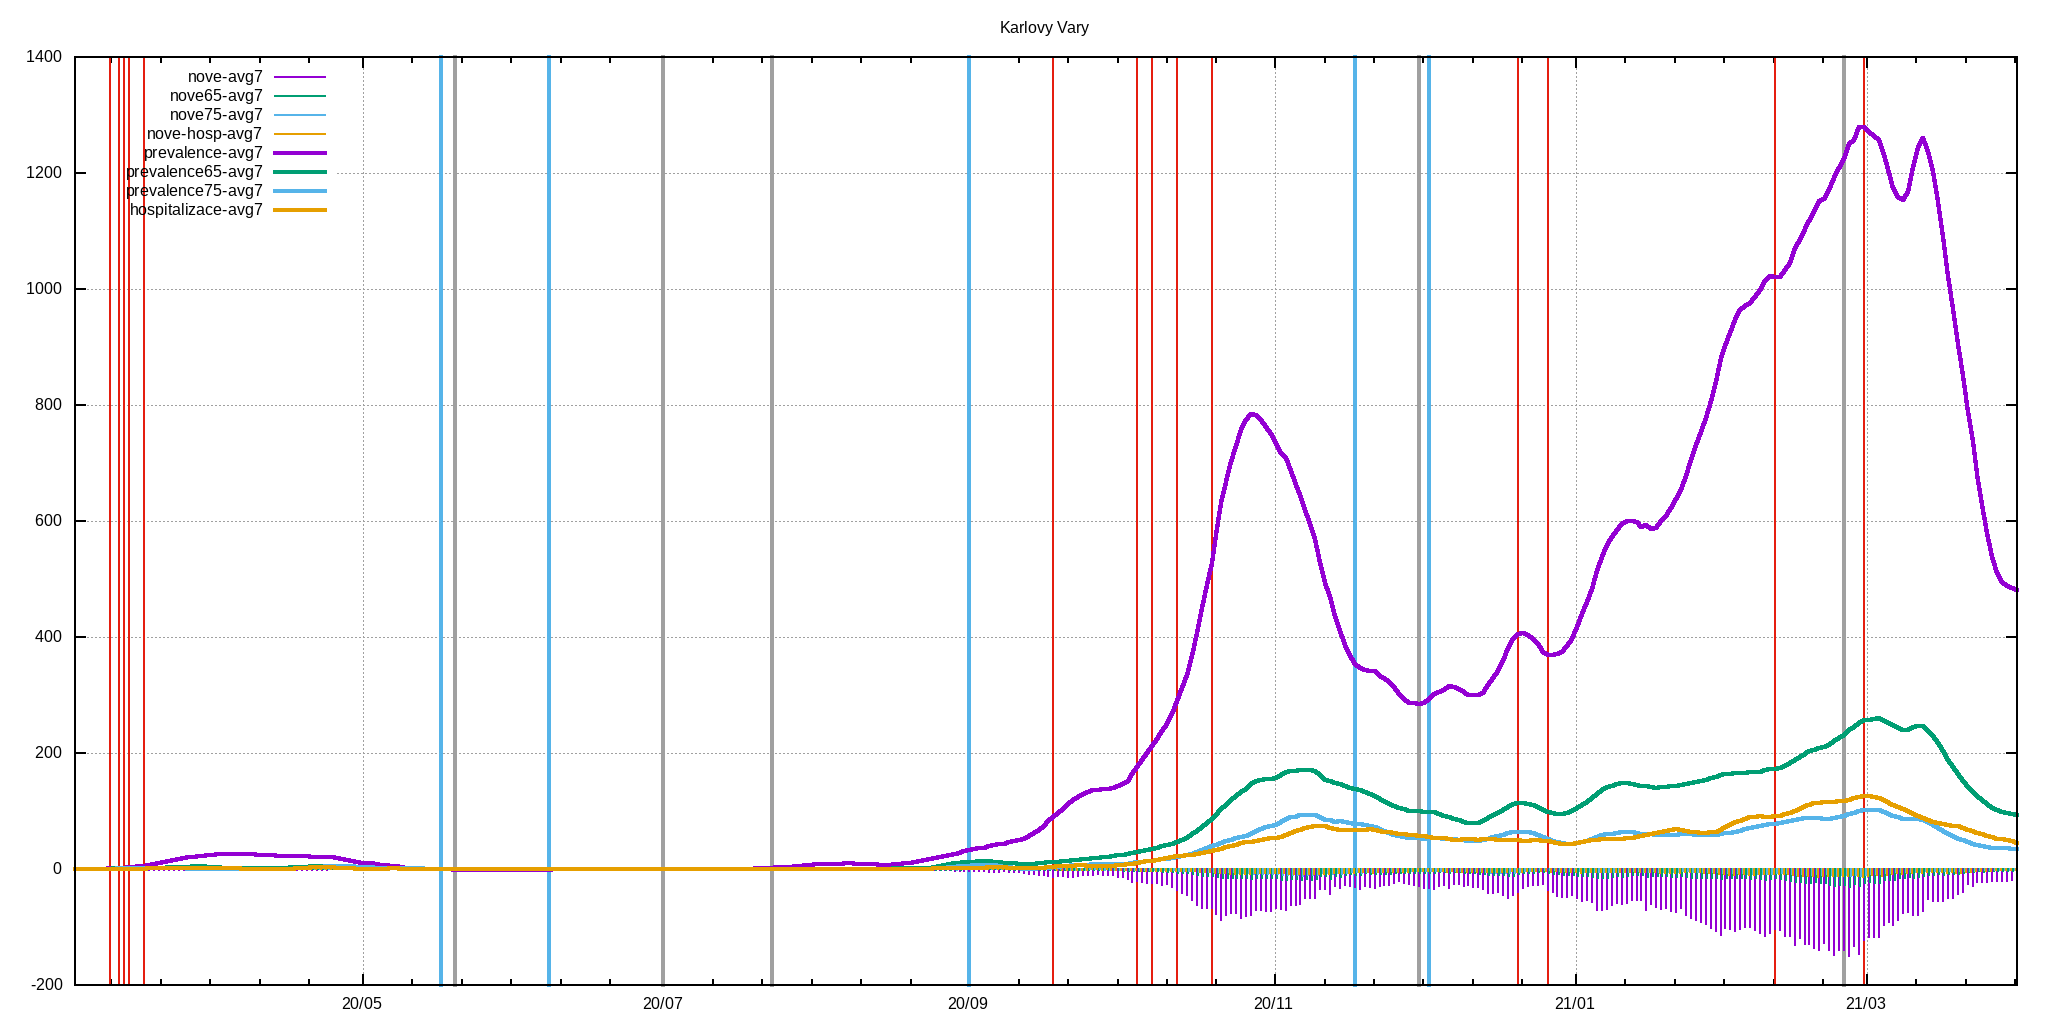 Karlovy Vary
1400
1200
1000
800
600
400
200
0
-200
nove-avg7
nove65-avg7
nove75-avg7
nove-hosp-avg7
prevalence-avg7
prevalence65-avg7
prevalence75-avg7
hospitalizace-avg7
20/05
20/07
20/09
20/11
21/01
21/03